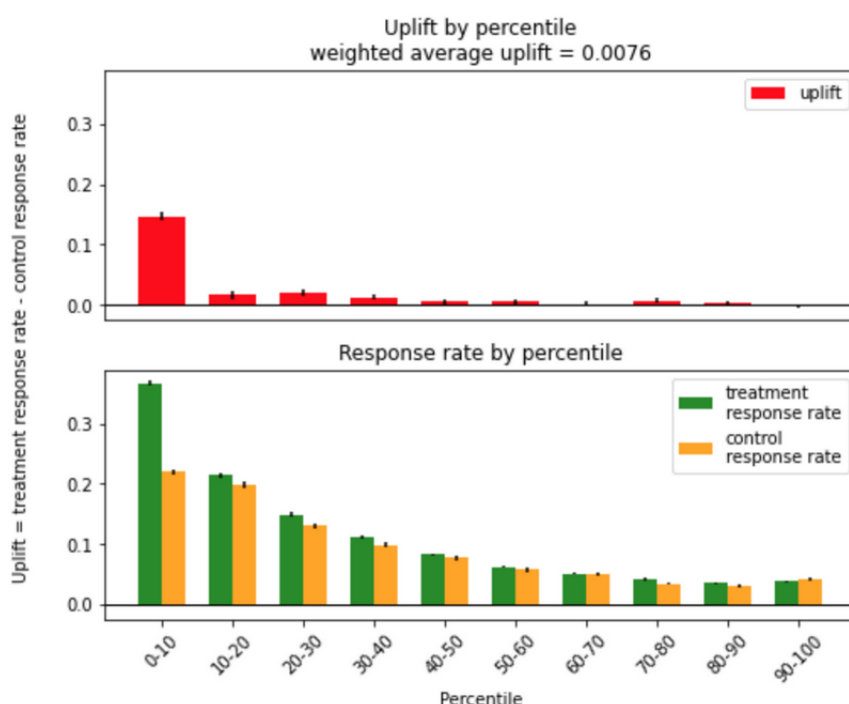 Uplift by percentile
weighted average uplift = 0.0076
uplift
0.3
0.2
0.1
0.0
Uplift = treatment response rate - control response rate
Response rate by percentile
treatment
response rate
control
response rate
0.3
0.2
0.1
0.0
0-10
10-20
20-30
30-40
40-50
50-60
60-70
70-80
80-90
90-100
Percentile